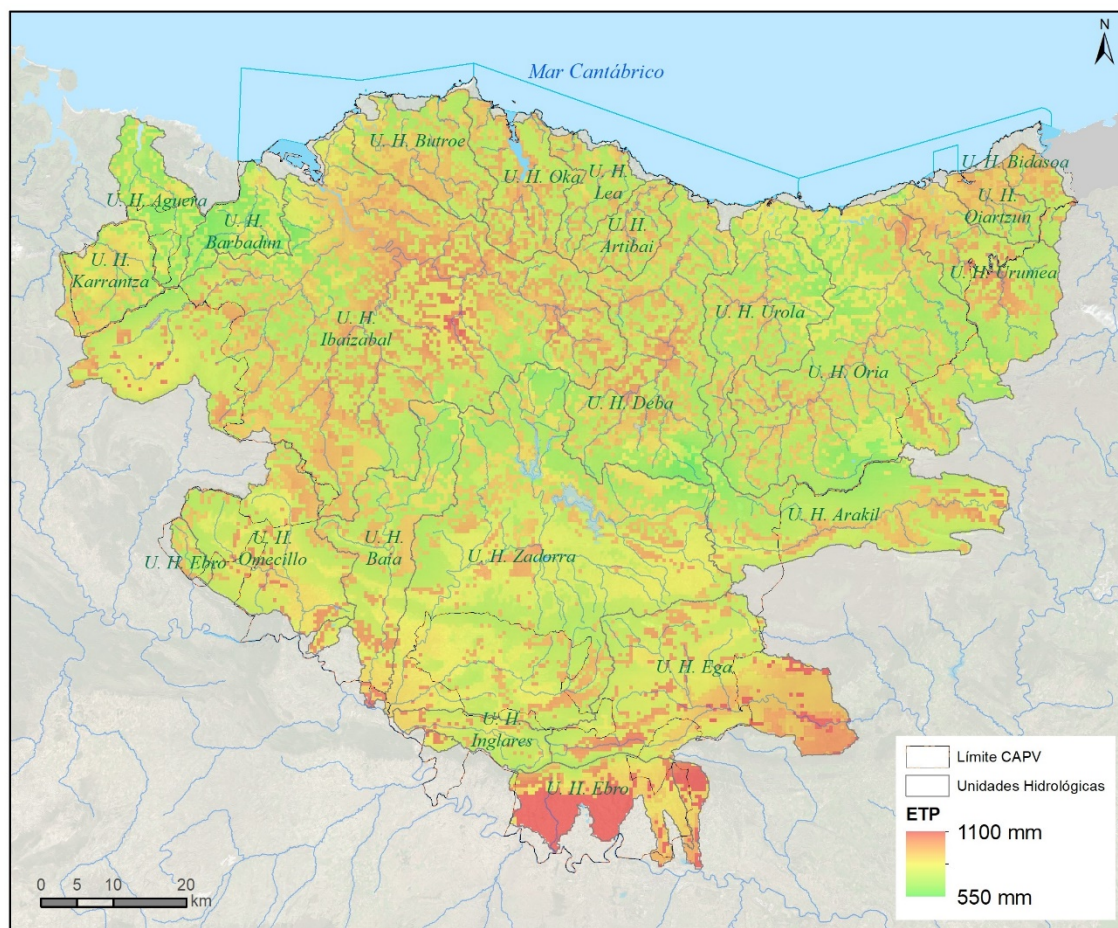 N
Mar Cantábrico
U. H. Butroe
U. H. Oka
U. H.
Lea
U. H. Bidasoa
U. H.
Oiartzun
U. H. Agüera
U. H.
Barbadun
U. H.
Artibai
U. H.
Karrantza
U. H. Urumea
U. H.
Ibaizabal
U. H. Urola
U. H. Oria
U. H. Deba
U. H. Arakil
U. H.
Omecillo
U. H. Ebro
U. H.
Baia
U. H. Zadorra
U. H. Ega
U. H.
Inglares
U. H. Ebro
Límite CAPV
Unidades Hidrológicas
ETP
1100 mm
550 mm
0 5 10 20
km